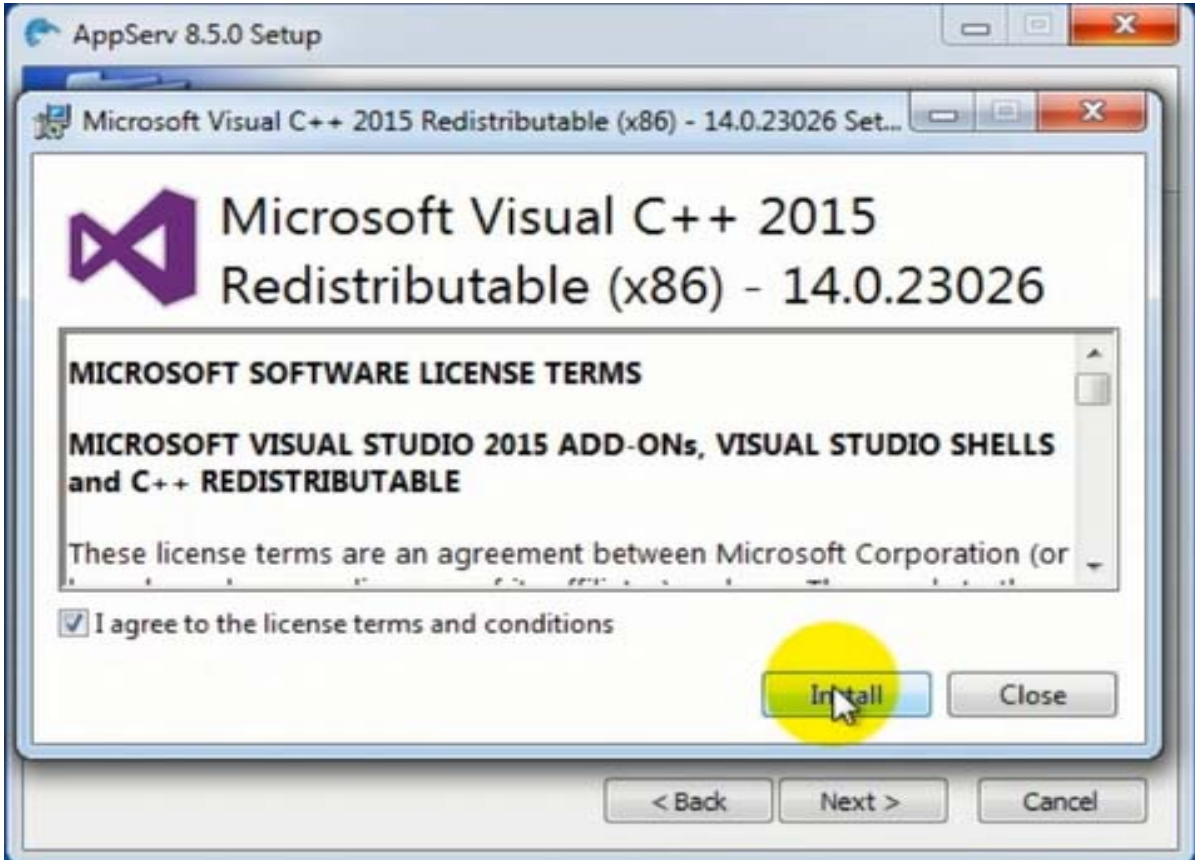 AppServ 8.5.0 Setup
Microsoft Visual C++ 2015 Redistributable (x86) - 14.0.23026 Set...
Microsoft Visual C++ 2015
Redistributable (x86) - 14.0.23026
MICROSOFT SOFTWARE LICENSE TERMS
MICROSOFT VISUAL STUDIO 2015 ADD-ONs, VISUAL STUDIO SHELLS
and C++ REDISTRIBUTABLE
These license terms are an agreement between Microsoft Corporation (or
I agree to the license terms and conditions
Install Close
< Back Next > Cancel